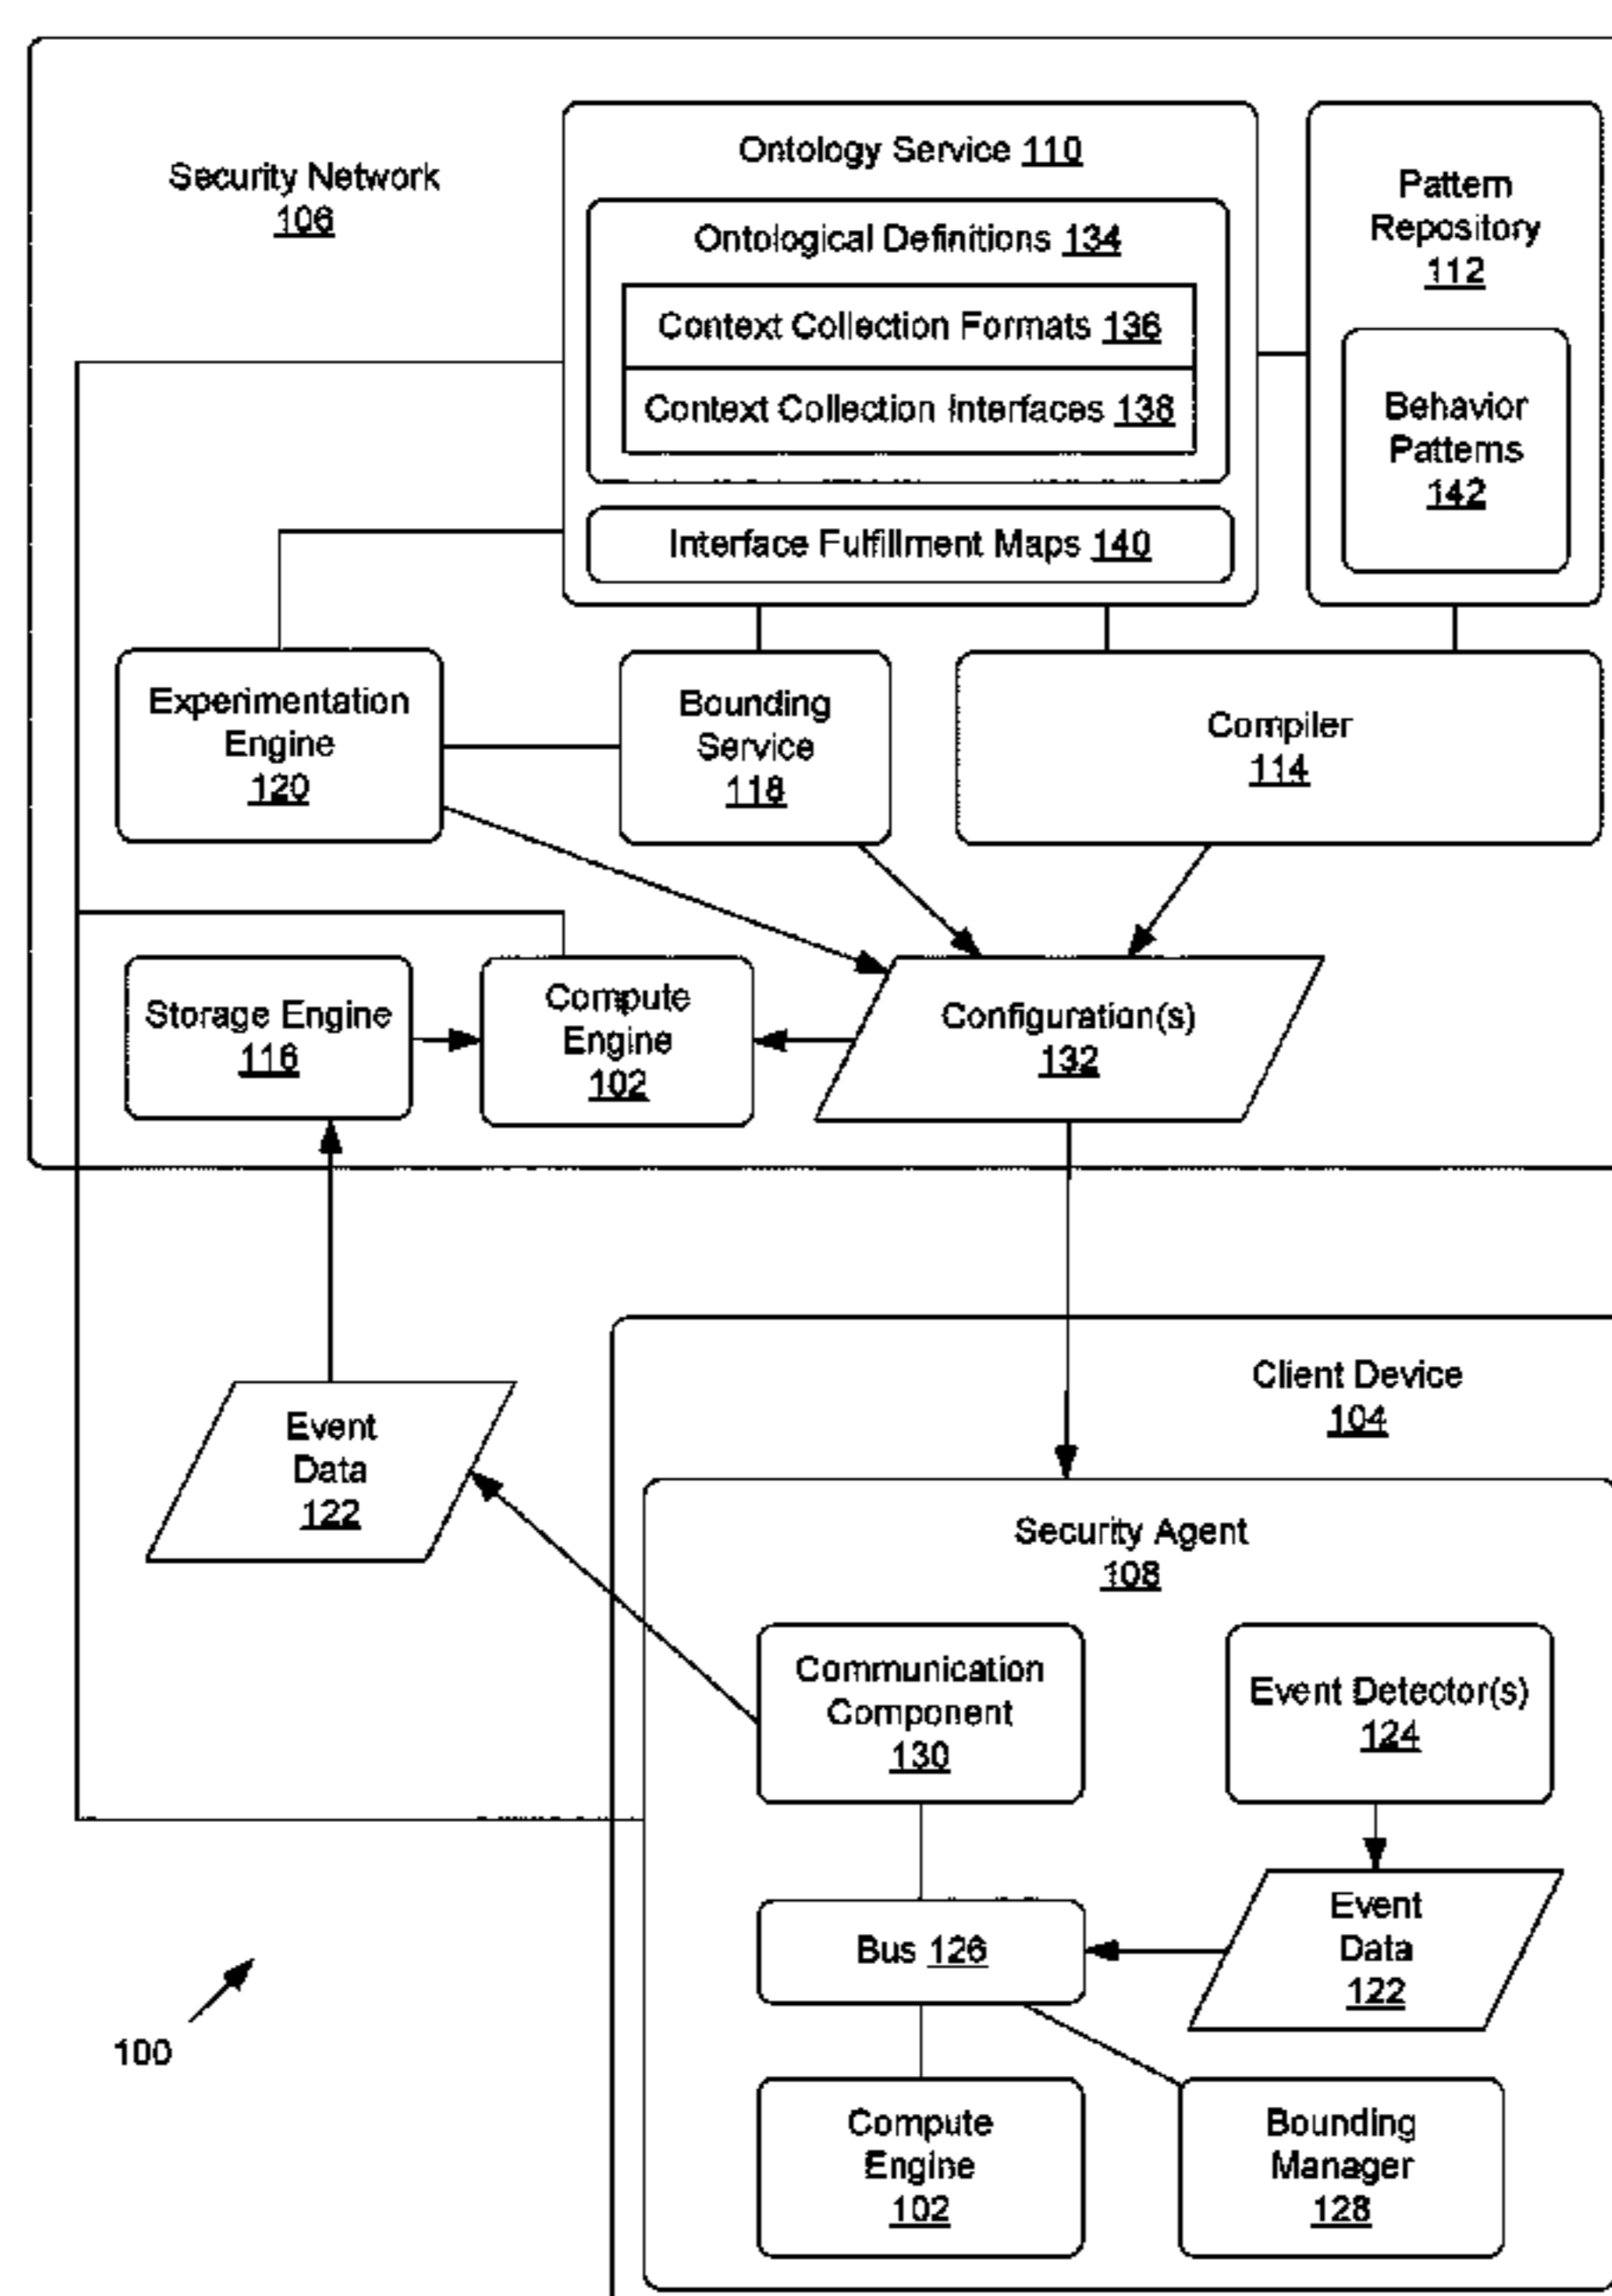 Security Network
106
Ontology Service 110
Ontological Definitions 134
Context Collection Formats 136
Context Collection Interfaces 138
Interface Fulfillment Maps 140
Pattern
Repository
112
Behavior
Patterns
142
Experimentation
Engine
120
Bounding
Service
118
Compiler
114
Storage Engine
116
Compute
Engine
102
Configuration(s)
132
Event
Data
122
Client Device
104
Security Agent
108
Communication
Component
130
Event Detector(s)
124
Bus 126
Event
Data
122
100
Compute
Engine
102
Bounding
Manager
128